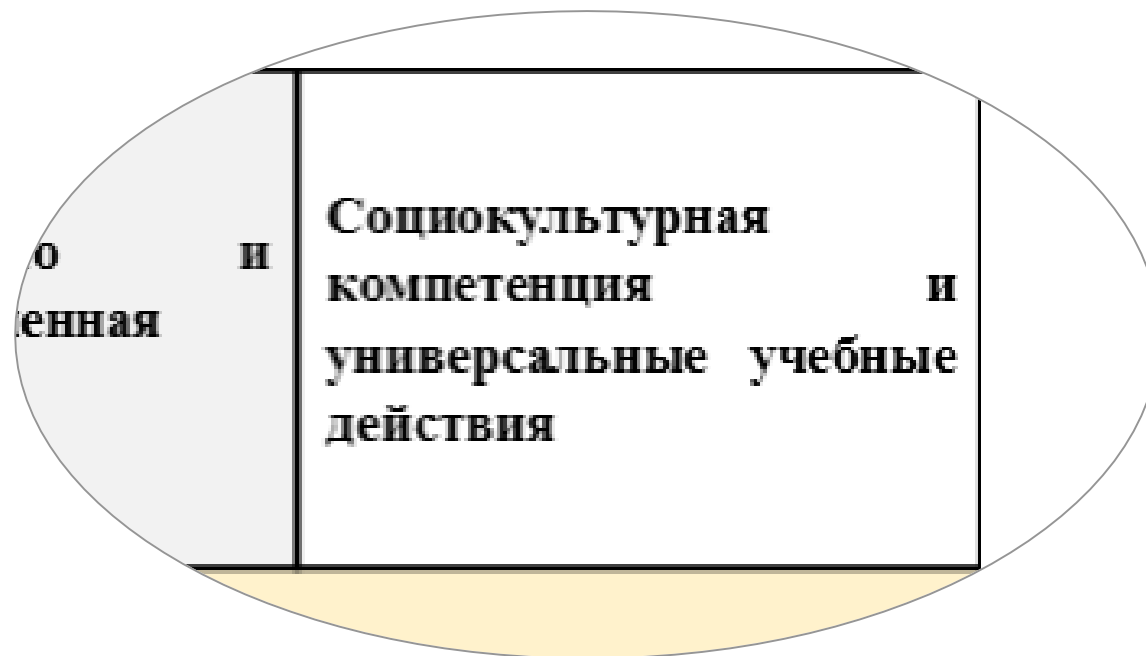 и
Социокультурная
компетенция и
универсальные учебные
действия